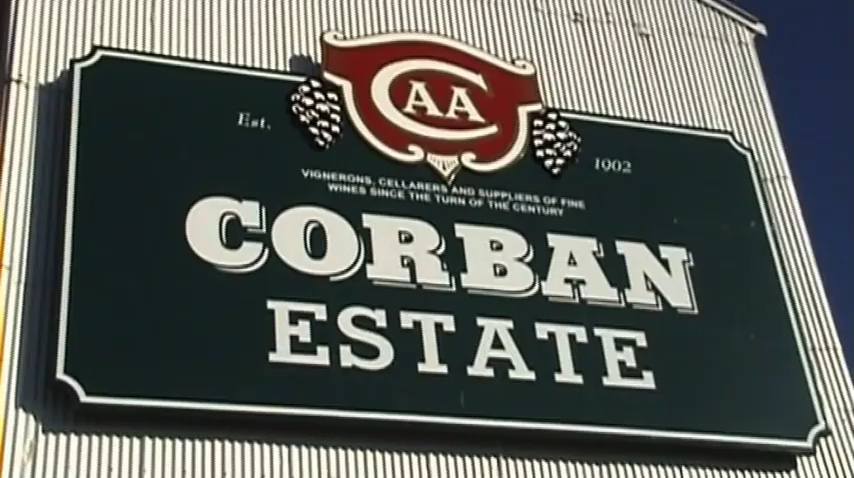 CAA
Est.
1902
VIGNERONS, CELLARERS AND SUPPLIERS OF FINE
WINES SINCE THE TURN OF THE CENTURY
CORBAN
ESTATE